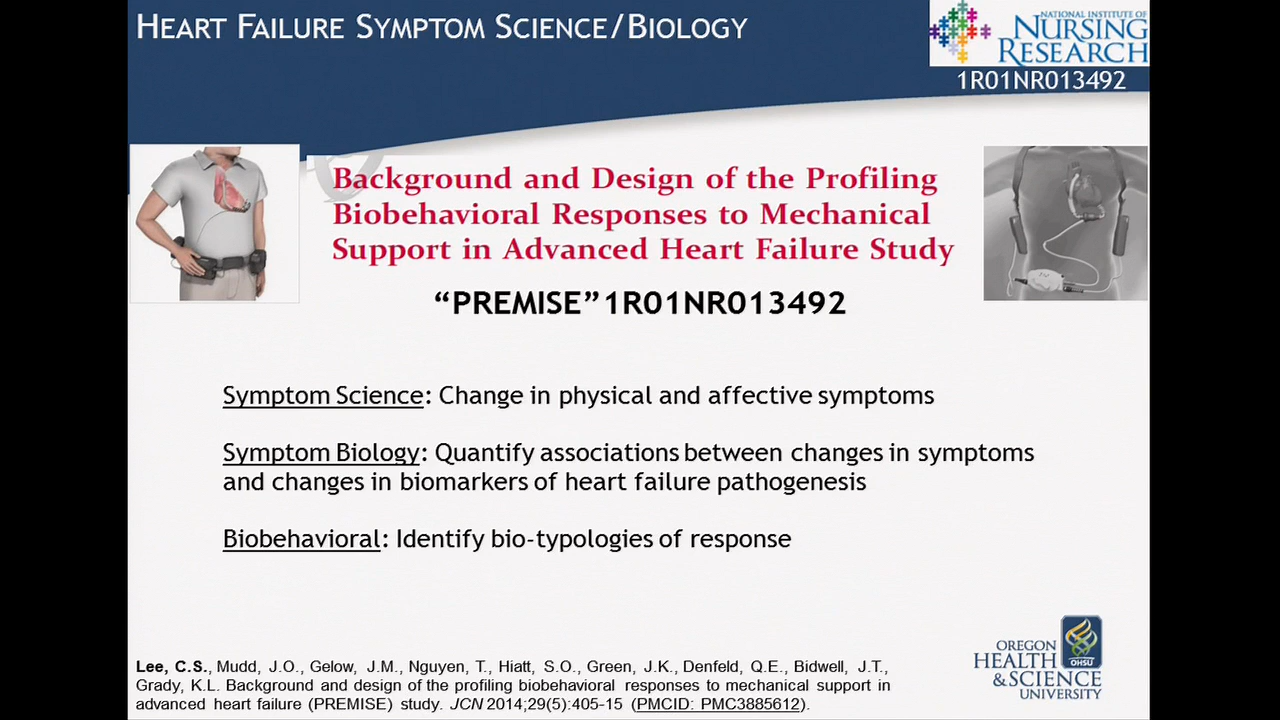 HEART FAILURE SYMPTOM SCIENCE/BIOLOGY
NATIONAL INSTITUTE OF
NURSING
RESEARCH
1R01NR013492
Background and Design of the Profiling
Biobehavioral Responses to Mechanical
Support in Advanced Heart Failure Study
“PREMISE”1R01NR013492
Symptom Science: Change in physical and affective symptoms
Symptom Biology: Quantify associations between changes in symptoms
and changes in biomarkers of heart failure pathogenesis
Biobehavioral: Identify bio-typologies of response
Lee, C.S., Mudd, J.O., Gelow, J.M., Nguyen, T., Hiatt, S.O., Green, J.K., Denfeld, Q.E., Bidwell, J.T.,
Grady, K.L. Background and design of the profiling biobehavioral responses to mechanical support in
advanced heart failure (PREMISE) study. JCN 2014;29(5):405-15 (PMCID: PMC3885612).
OREGON
HEALTH
&SCIENCE
UNIVERSITY
OHSU